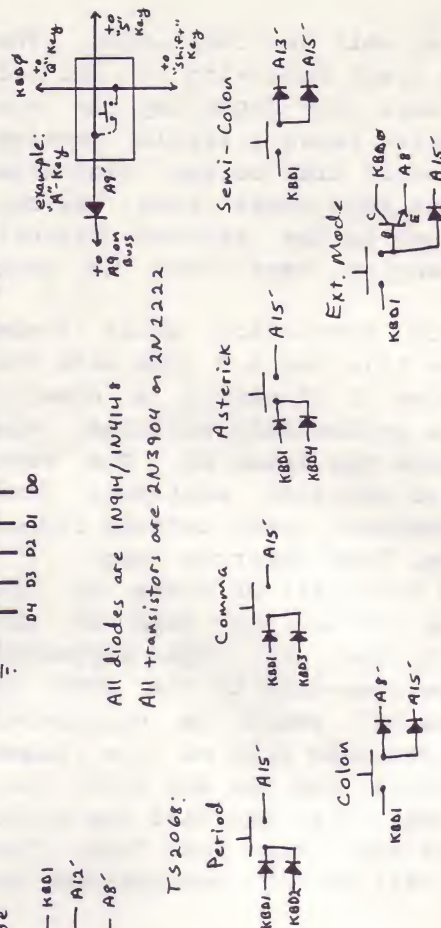 D4 D3 D2 D1 D0
KBDØ
to "Q" Key
to "S" Key
example:
"A"-Key
A9'
to A9 on Buss
to "Shift" Key
All diodes are 1N914/1N4148
All transistors are 2N3904 or 2N2222
KBD1
A12'
A8'
TS2068:
Period
KBD1
KBD2
A15'
Comma
KBD1
KBD3
A15'
Asterick
KBD1
KBD4
A15'
Semi Colon
KBD1
A13'
A15'
Colon
KBD1
A8'
A15'
Ext. Mode
KBD1
B
C
E
KBDØ
A8'
A15'